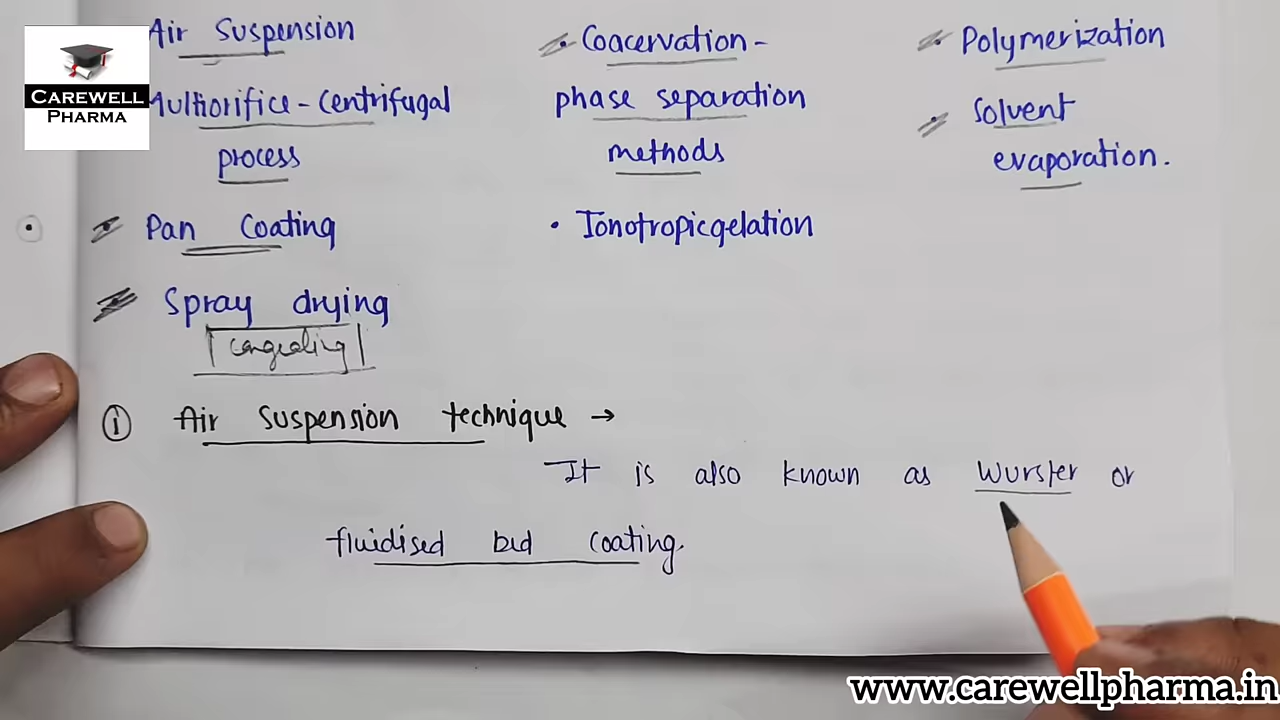 Air Suspension
Multiorifice - Centrifugal
process
• Pan Coating
• Spray drying
congealing
• Coacervation -
phase separation
methods
• Ionotropicgelation
• Polymerization
• Solvent
evaporation.
① Air suspension technique →
It is also known as Wurster or
fluidised bed coating.
CAREWELL
PHARMA
www.carewellpharma.in